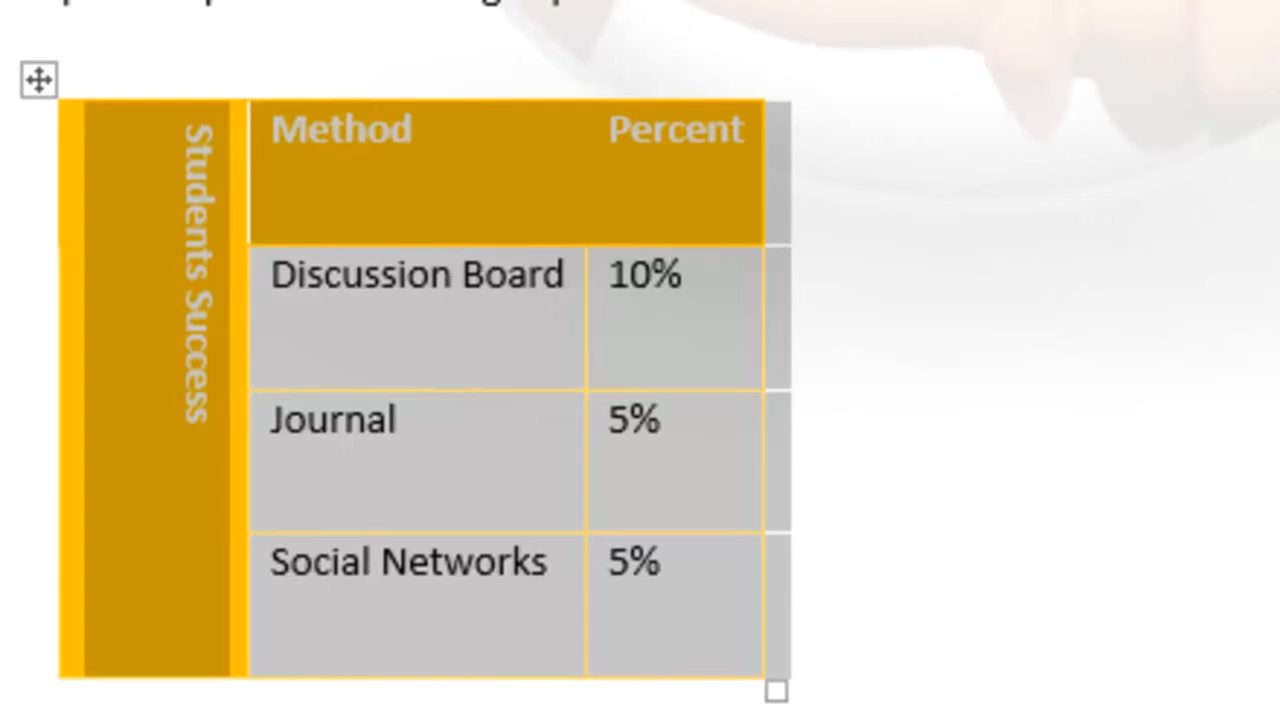 Students Success
Method Percent
Discussion Board 10%
Journal 5%
Social Networks 5%